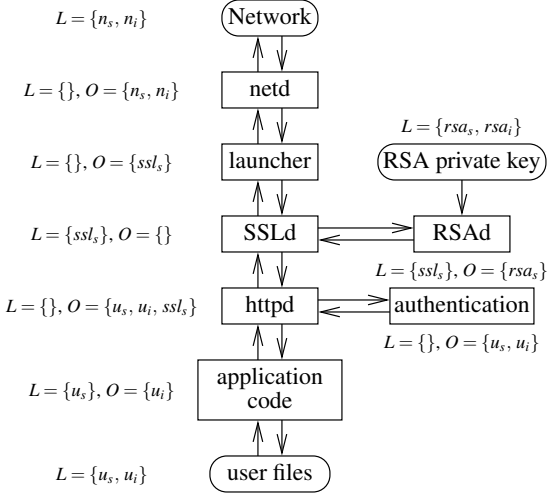 L = {n_s, n_i}
Network
L = {}, O = {n_s, n_i}
netd
L = {rsa_s, rsa_i}
L = {}, O = {ssl_s}
launcher
RSA private key
L = {ssl_s}, O = {}
SSLd
RSAd
L = {ssl_s}, O = {rsa_s}
L = {}, O = {u_s, u_i, ssl_s}
httpd
authentication
L = {}, O = {u_s, u_i}
L = {u_s}, O = {u_i}
application
code
L = {u_s, u_i}
user files